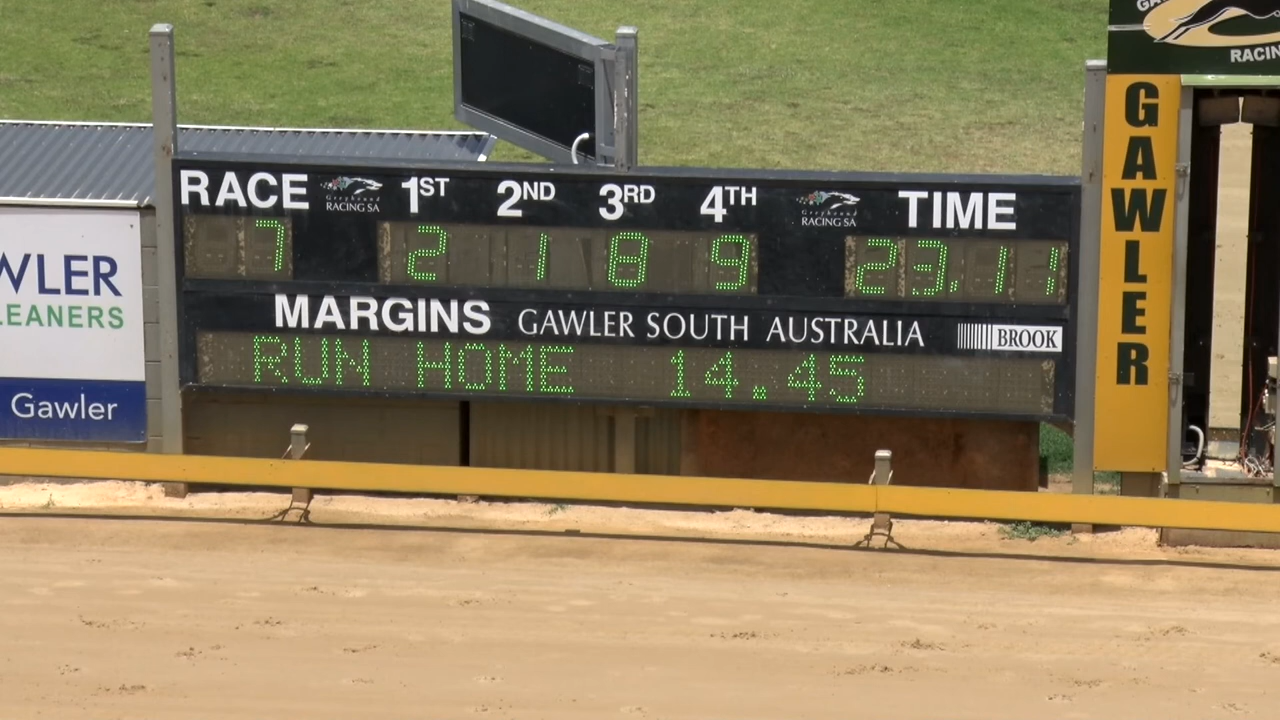 RACING
GAWLER
RACE Greyhound RACING SA 1ST 2ND 3RD 4TH Greyhound RACING SA TIME
7 2 1 8 9 23.11
MARGINS GAWLER SOUTH AUSTRALIA BROOK
RUN HOME 14.45
WLER
LEANERS
Gawler